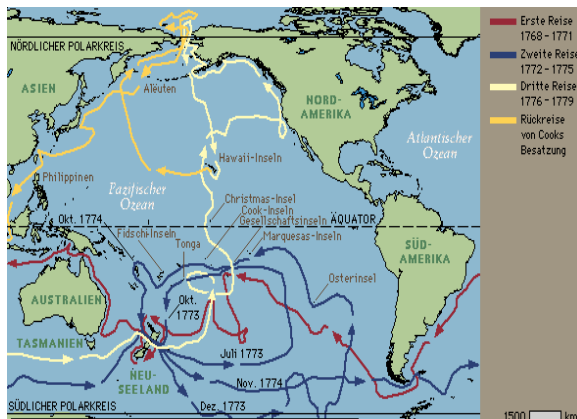 NÖRDLICHER POLARKREIS
ASIEN
Aleuten
NORD-
AMERIKA
Atlantischer
Ozean
Hawaii-Inseln
Philippinen
Pazifischer
Ozean
Christmas-Insel
Cook-Inseln
Gesellschaftsinseln
ÄQUATOR
Okt. 1774
Fidschi-Inseln
Tonga
Marquesas-Inseln
SÜD-
AMERIKA
Osterinsel
Okt.
1773
AUSTRALIEN
TASMANIEN
NEU-
SEELAND
Juli 1773
Nov. 1774
Dez. 1773
SÜDLICHER POLARKREIS
Erste Reise
1768 - 1771
Zweite Reise
1772 - 1775
Dritte Reise
1776 - 1779
Rückreise
von Cooks
Besatzung
1500 km